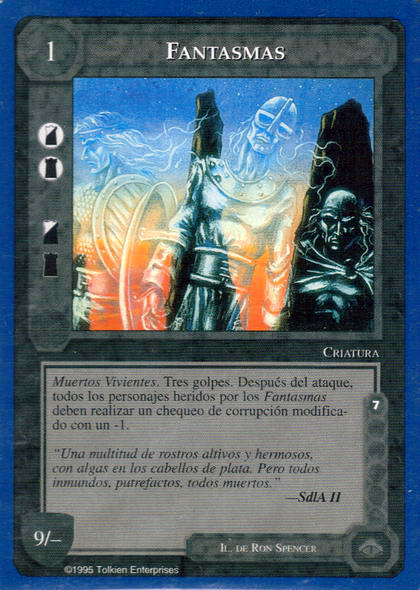 1
FANTASMAS
CRIATURA
Muertos Vivientes. Tres golpes. Después del ataque,
todos los personajes heridos por los Fantasmas
deben realizar un chequeo de corrupción modifica-
do con un -1.
7
“Una multitud de rostros altivos y hermosos,
con algas en los cabellos de plata. Pero todos
inmundos, putrefactos, todos muertos.”
—SdlA II
9/–
IL. DE RON SPENCER
©1995 Tolkien Enterprises